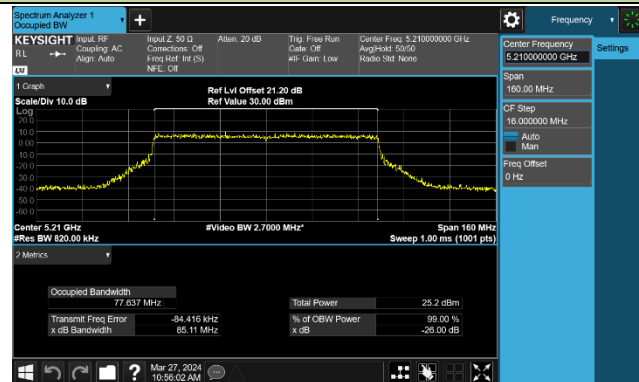 Spectrum Analyzer 1
Occupied BW
Frequency
KEYSIGHT
RL
LXI
Input: RF
Coupling: AC
Align: Auto
Input Z: 50 Ω
Corrections: Off
Freq Ref: Int (S)
NFE: Off
Atten: 20 dB
Trig: Free Run
Gate: Off
#IF Gain: Low
Center Freq: 5.210000000 GHz
Avg|Hold: 50/50
Radio Std: None
Center Frequency
5.210000000 GHz
Settings
Span
160.00 MHz
CF Step
16.000000 MHz
Auto
Man
Freq Offset
0 Hz
1 Graph
Scale/Div 10.0 dB
Ref Lvl Offset 21.20 dB
Ref Value 30.00 dBm
Log
20.0
10.0
0.00
-10.0
-20.0
-30.0
-40.0
-50.0
-60.0
Center 5.21 GHz
#Video BW 2.7000 MHz*
Span 160 MHz
#Res BW 820.00 kHz
Sweep 1.00 ms (1001 pts)
2 Metrics
Occupied Bandwidth
77.637 MHz
Total Power 25.2 dBm
Transmit Freq Error -84.416 kHz
% of OBW Power 99.00 %
x dB Bandwidth 85.11 MHz
x dB -26.00 dB
?
Mar 27, 2024
10:56:02 AM